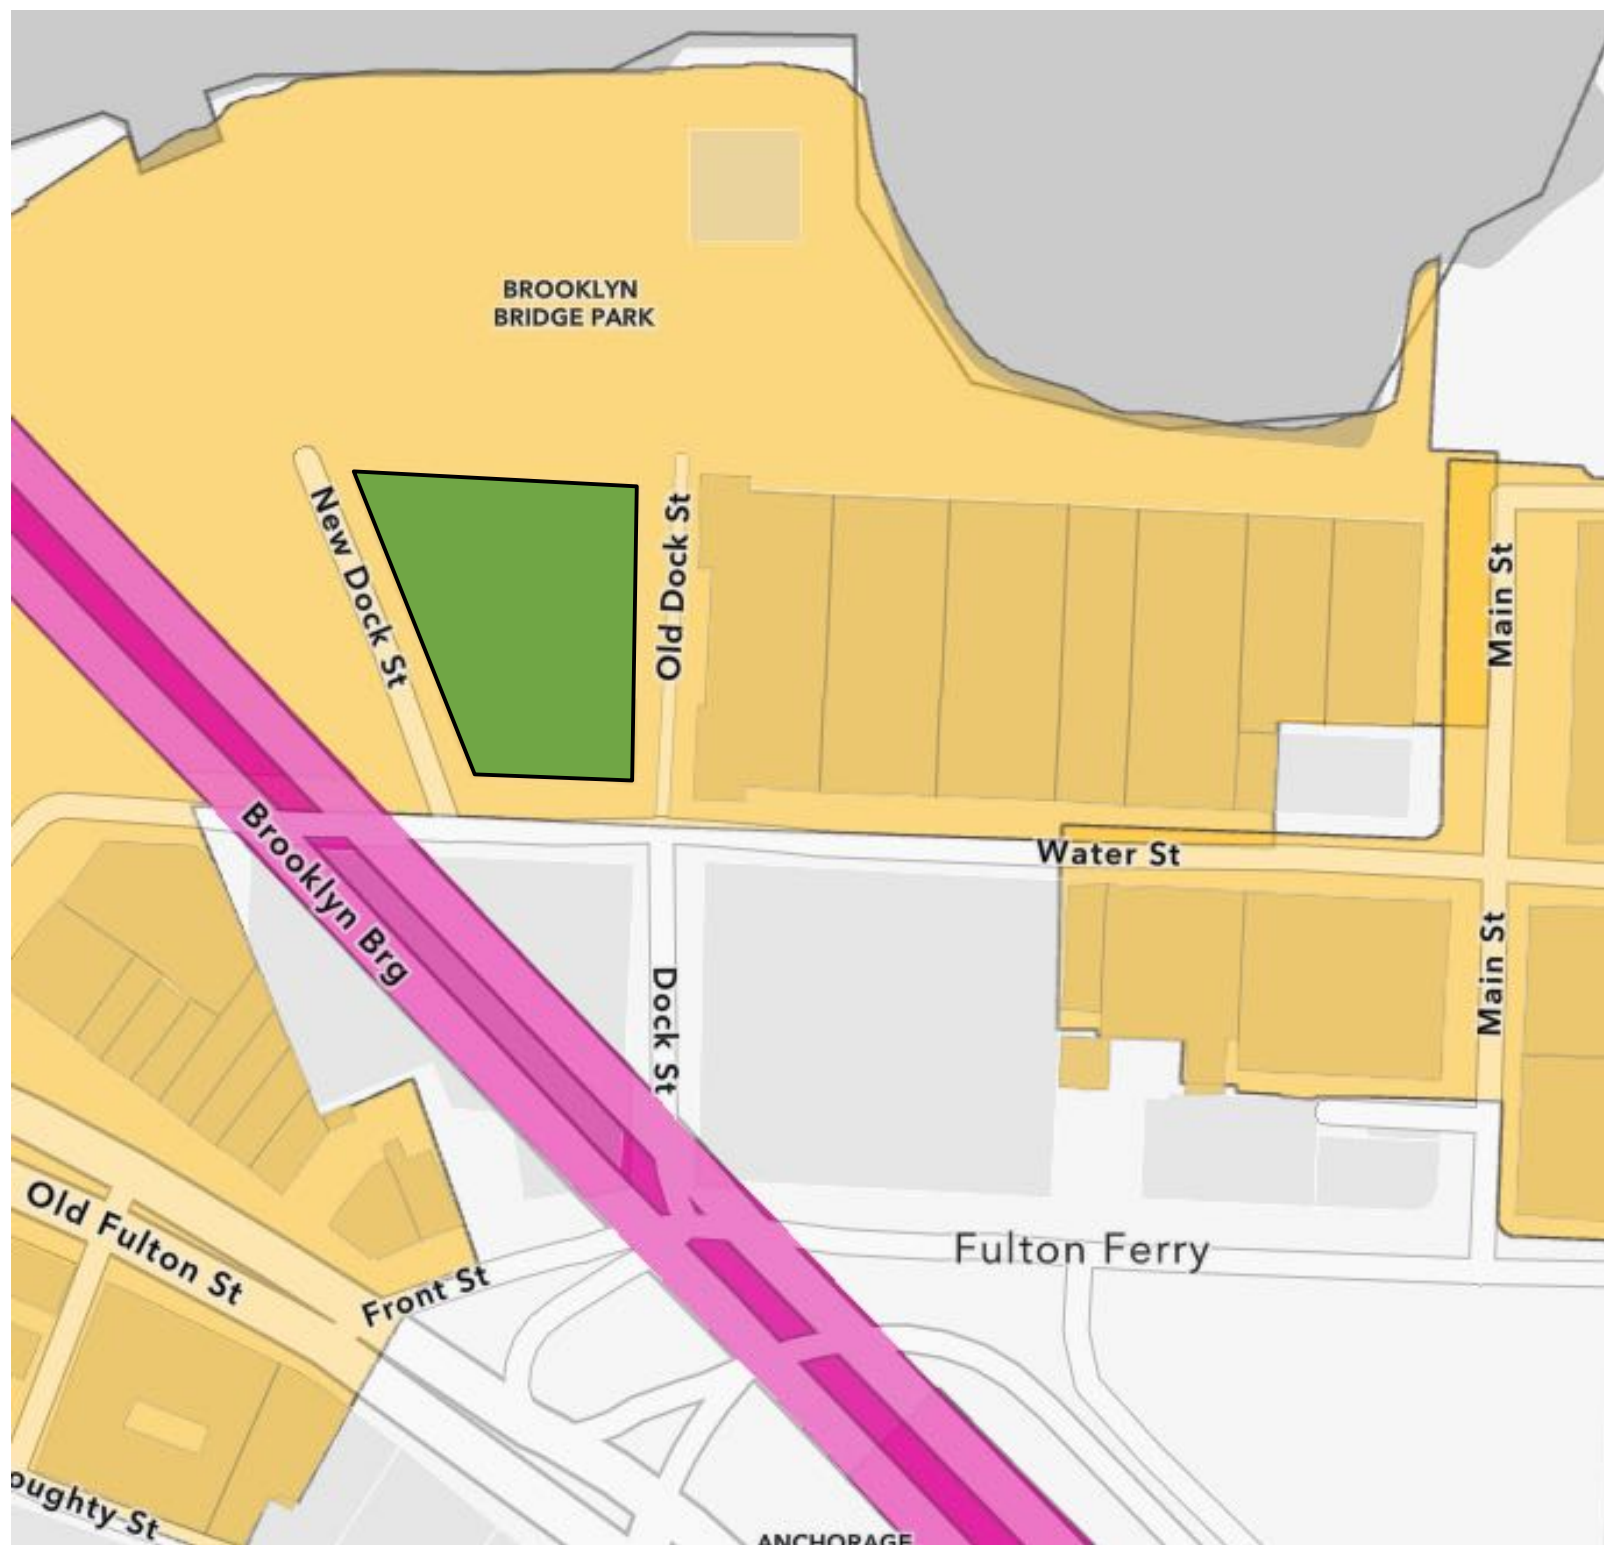 BROOKLYN
BRIDGE PARK
New Dock St
Old Dock St
Main St
Brooklyn Brg
Water St
Dock St
Main St
Old Fulton St
Front St
Fulton Ferry
oughty St
ANCHORAGE